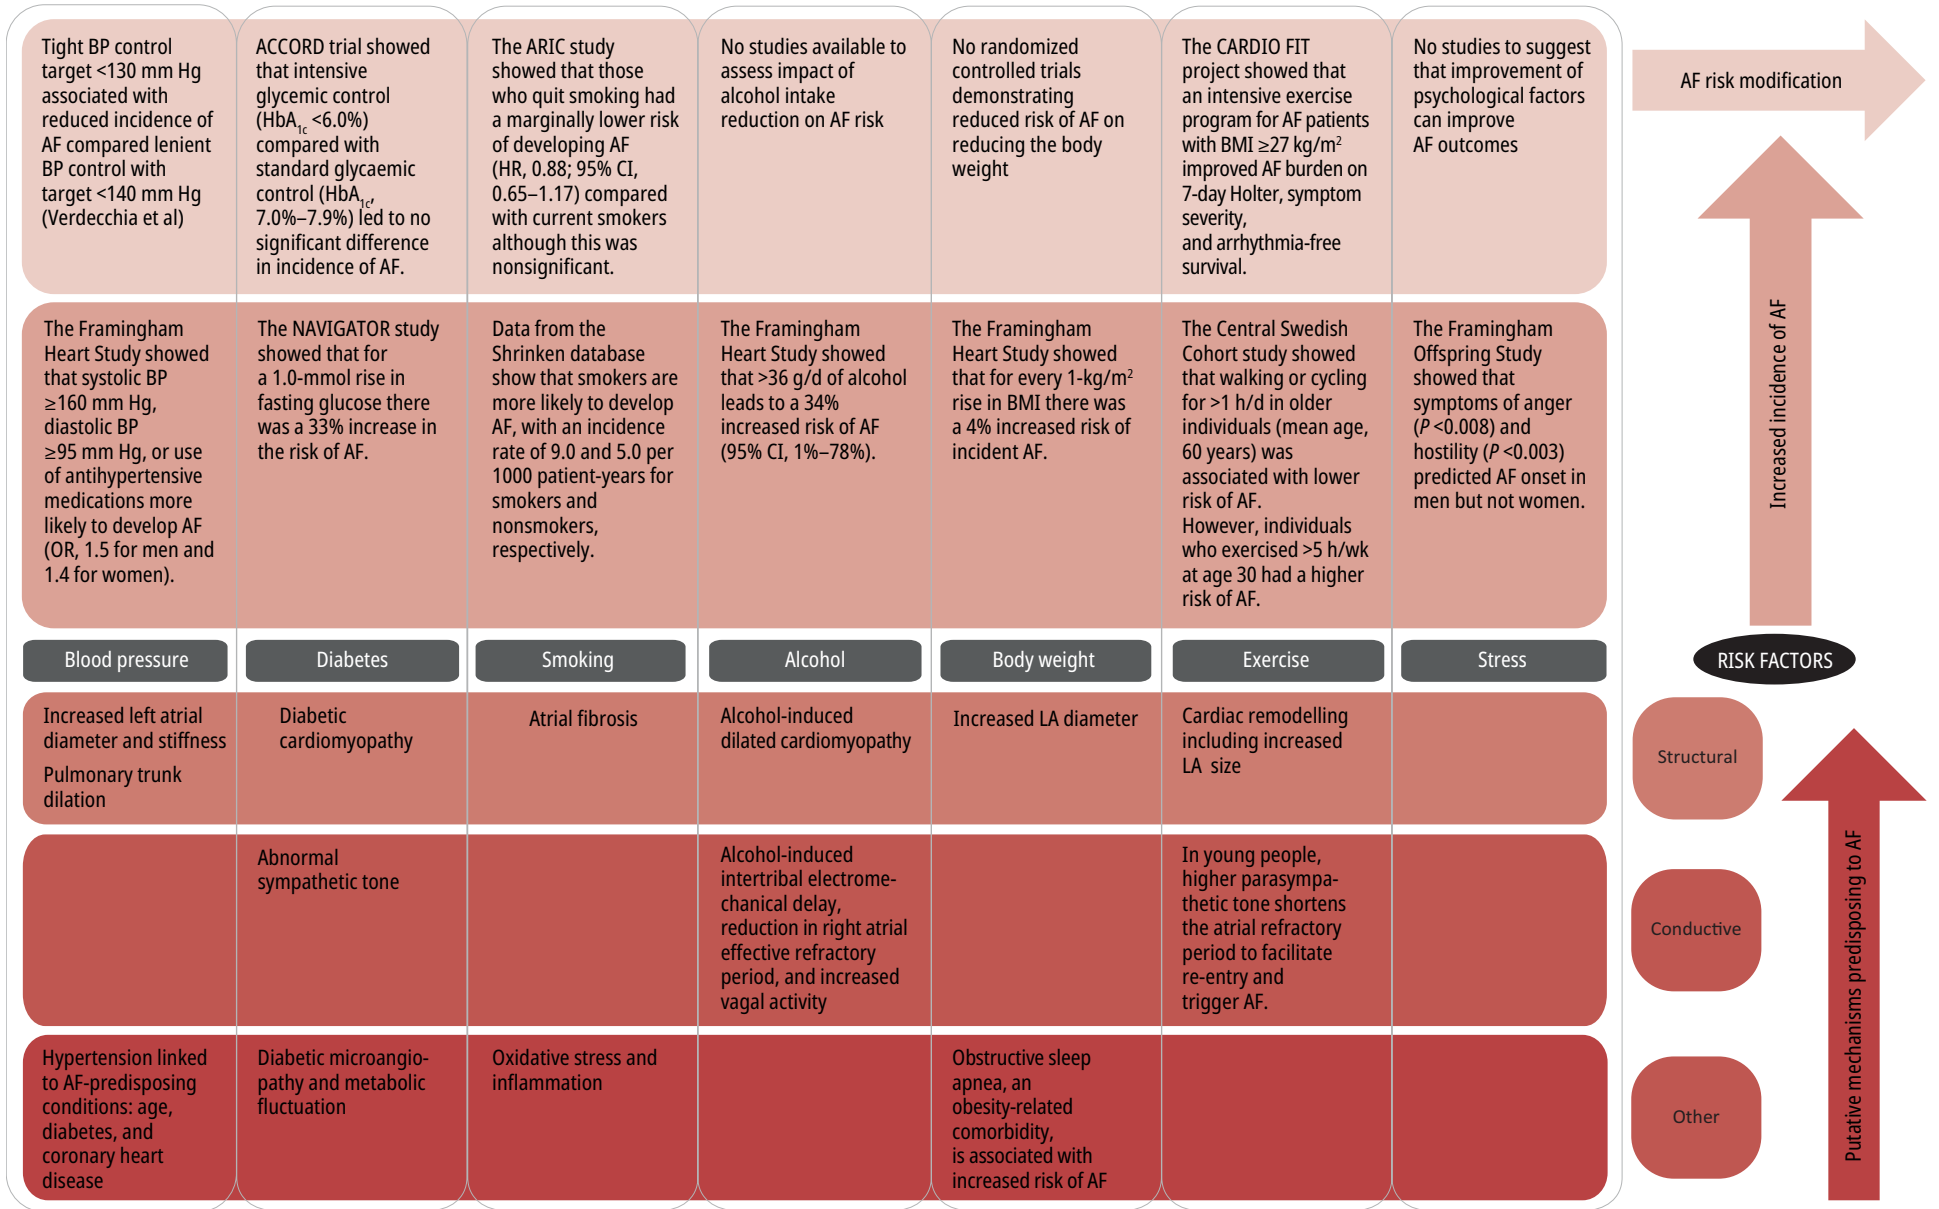 Tight BP control
target <130 mm Hg
associated with
reduced incidence of
AF compared lenient
BP control with
target <140 mm Hg
(Verdecchia et al)
ACCORD trial showed
that intensive
glycemic control
(HbA1c <6.0%)
compared with
standard glycaemic
control (HbA1c,
7.0%–7.9%) led to no
significant difference
in incidence of AF.
The ARIC study
showed that those
who quit smoking had
a marginally lower risk
of developing AF
(HR, 0.88; 95% CI,
0.65–1.17) compared
with current smokers
although this was
nonsignificant.
No studies available to
assess impact of
alcohol intake
reduction on AF risk
No randomized
controlled trials
demonstrating
reduced risk of AF on
reducing the body
weight
The CARDIO FIT
project showed that
an intensive exercise
program for AF patients
with BMI ≥27 kg/m²
improved AF burden on
7-day Holter, symptom
severity,
and arrhythmia-free
survival.
No studies to suggest
that improvement of
psychological factors
can improve
AF outcomes
AF risk modification
The Framingham
Heart Study showed
that systolic BP
≥160 mm Hg,
diastolic BP
≥95 mm Hg, or use
of antihypertensive
medications more
likely to develop AF
(OR, 1.5 for men and
1.4 for women).
The NAVIGATOR study
showed that for
a 1.0-mmol rise in
fasting glucose there
was a 33% increase in
the risk of AF.
Data from the
Shrinken database
show that smokers are
more likely to develop
AF, with an incidence
rate of 9.0 and 5.0 per
1000 patient-years for
smokers and
nonsmokers,
respectively.
The Framingham
Heart Study showed
that >36 g/d of alcohol
leads to a 34%
increased risk of AF
(95% CI, 1%–78%).
The Framingham
Heart Study showed
that for every 1-kg/m²
rise in BMI there was
a 4% increased risk of
incident AF.
The Central Swedish
Cohort study showed
that walking or cycling
for >1 h/d in older
individuals (mean age,
60 years) was
associated with lower
risk of AF.
However, individuals
who exercised >5 h/wk
at age 30 had a higher
risk of AF.
The Framingham
Offspring Study
showed that
symptoms of anger
(P <0.008) and
hostility (P <0.003)
predicted AF onset in
men but not women.
Increased incidence of AF
Blood pressure
Diabetes
Smoking
Alcohol
Body weight
Exercise
Stress
RISK FACTORS
Increased left atrial
diameter and stiffness
Pulmonary trunk
dilation
Diabetic
cardiomyopathy
Atrial fibrosis
Alcohol-induced
dilated cardiomyopathy
Increased LA diameter
Cardiac remodelling
including increased
LA size
Structural
Abnormal
sympathetic tone
Alcohol-induced
intertribal electrome-
chanical delay,
reduction in right atrial
effective refractory
period, and increased
vagal activity
In young people,
higher parasympa-
thetic tone shortens
the atrial refractory
period to facilitate
re-entry and
trigger AF.
Conductive
Hypertension linked
to AF-predisposing
conditions: age,
diabetes, and
coronary heart
disease
Diabetic microangio-
pathy and metabolic
fluctuation
Oxidative stress and
inflammation
Obstructive sleep
apnea, an
obesity-related
comorbidity,
is associated with
increased risk of AF
Other
Putative mechanisms predisposing to AF